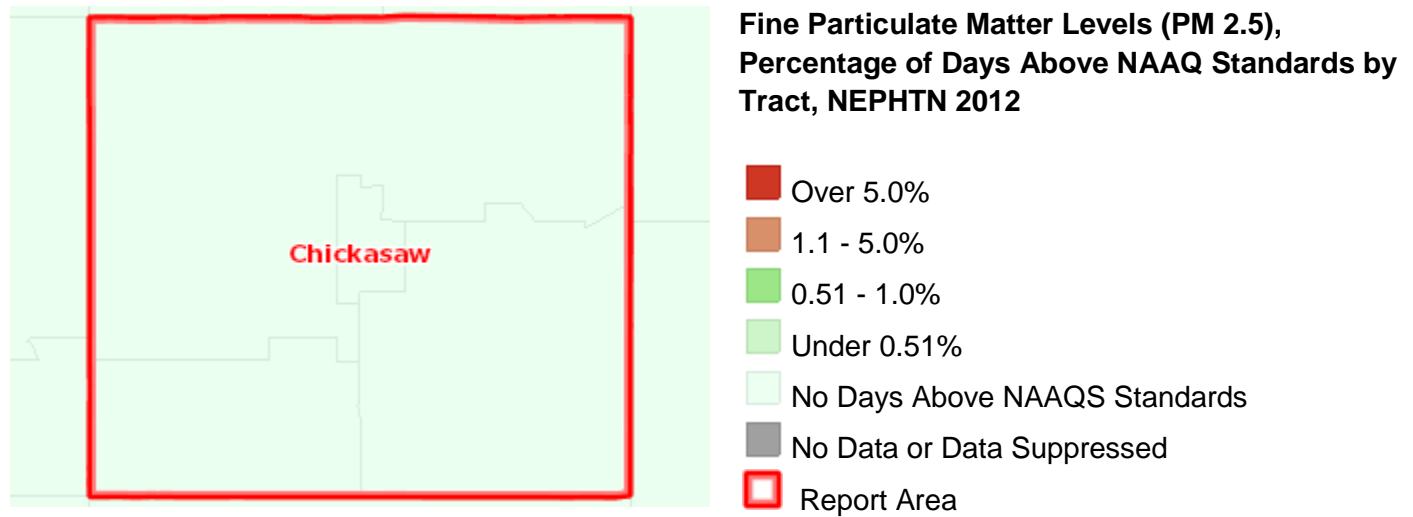 Fine Particulate Matter Levels (PM 2.5),
Percentage of Days Above NAAQ Standards by
Tract, NEPHTN 2012
Chickasaw
Over 5.0%
1.1 - 5.0%
0.51 - 1.0%
Under 0.51%
No Days Above NAAQS Standards
No Data or Data Suppressed
Report Area